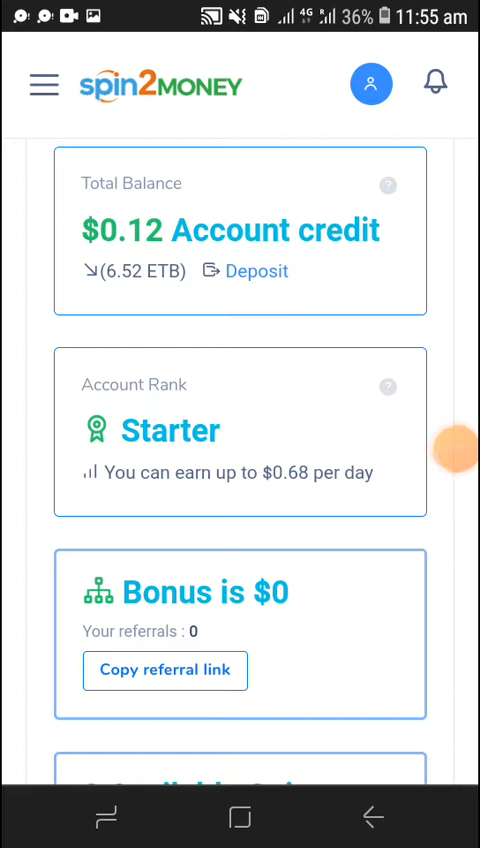 4G
R
36%
11:55 am
spin2MONEY
Total Balance
?
$0.12 Account credit
(6.52 ETB) Deposit
Account Rank
?
Starter
You can earn up to $0.68 per day
Bonus is $0
Your referrals : 0
Copy referral link